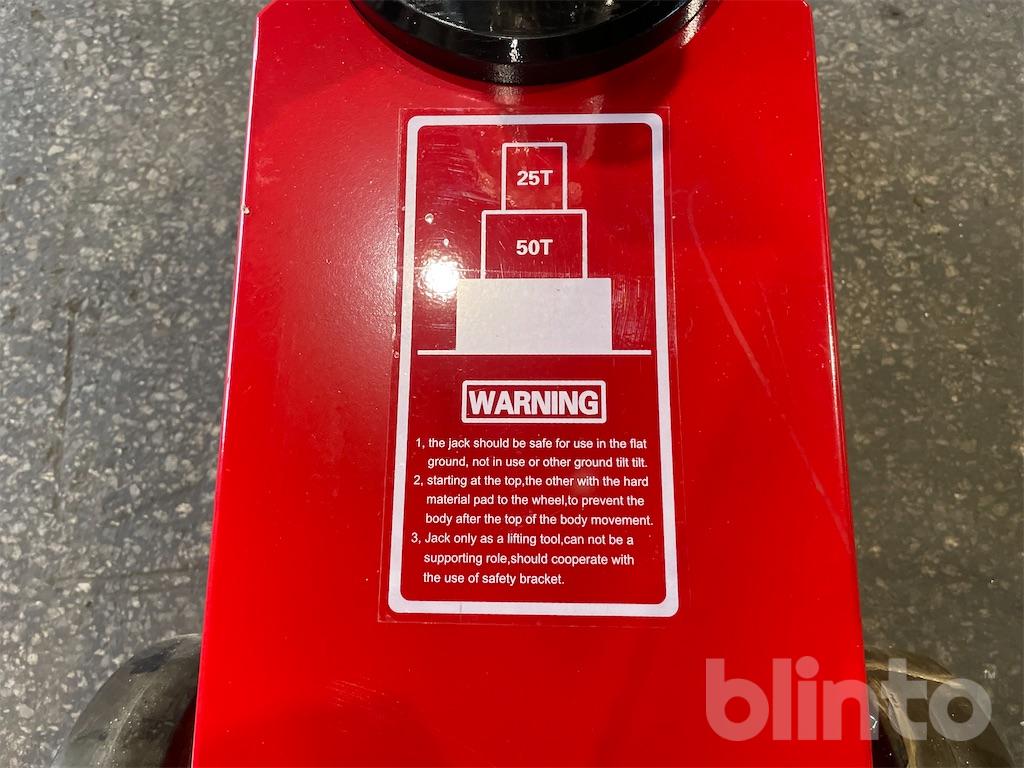 25T
50T
WARNING
1, the jack should be safe for use in the flat
ground, not in use or other ground tilt tilt.
2, starting at the top,the other with the hard
material pad to the wheel,to prevent the
body after the top of the body movement.
3, Jack only as a lifting tool,can not be a
supporting role,should cooperate with
the use of safety bracket.
blinto